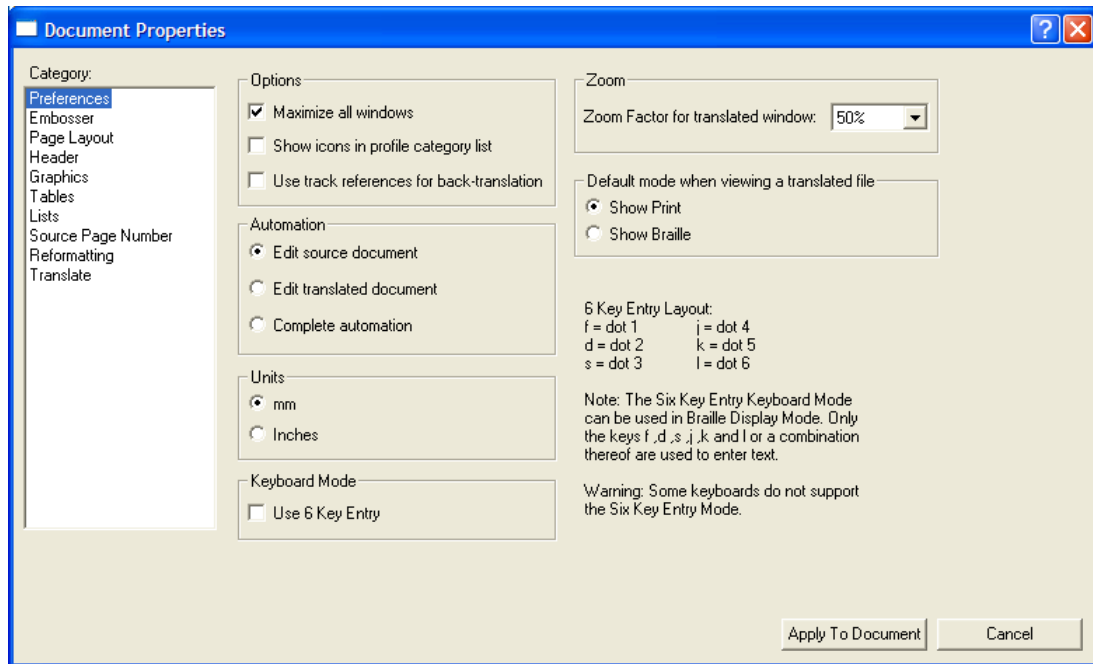 Document Properties
Category:
Preferences
Embosser
Page Layout
Header
Graphics
Tables
Lists
Source Page Number
Reformatting
Translate
Options
Maximize all windows
Show icons in profile category list
Use track references for back-translation
Automation
Edit source document
Edit translated document
Complete automation
Units
mm
Inches
Keyboard Mode
Use 6 Key Entry
Zoom
Zoom Factor for translated window: 50%
Default mode when viewing a translated file
Show Print
Show Braille
6 Key Entry Layout:
f = dot 1 j = dot 4
d = dot 2 k = dot 5
s = dot 3 l = dot 6
Note: The Six Key Entry Keyboard Mode
can be used in Braille Display Mode. Only
the keys f ,d ,s ,j ,k and l or a combination
thereof are used to enter text.
Warning: Some keyboards do not support
the Six Key Entry Mode.
Apply To Document
Cancel